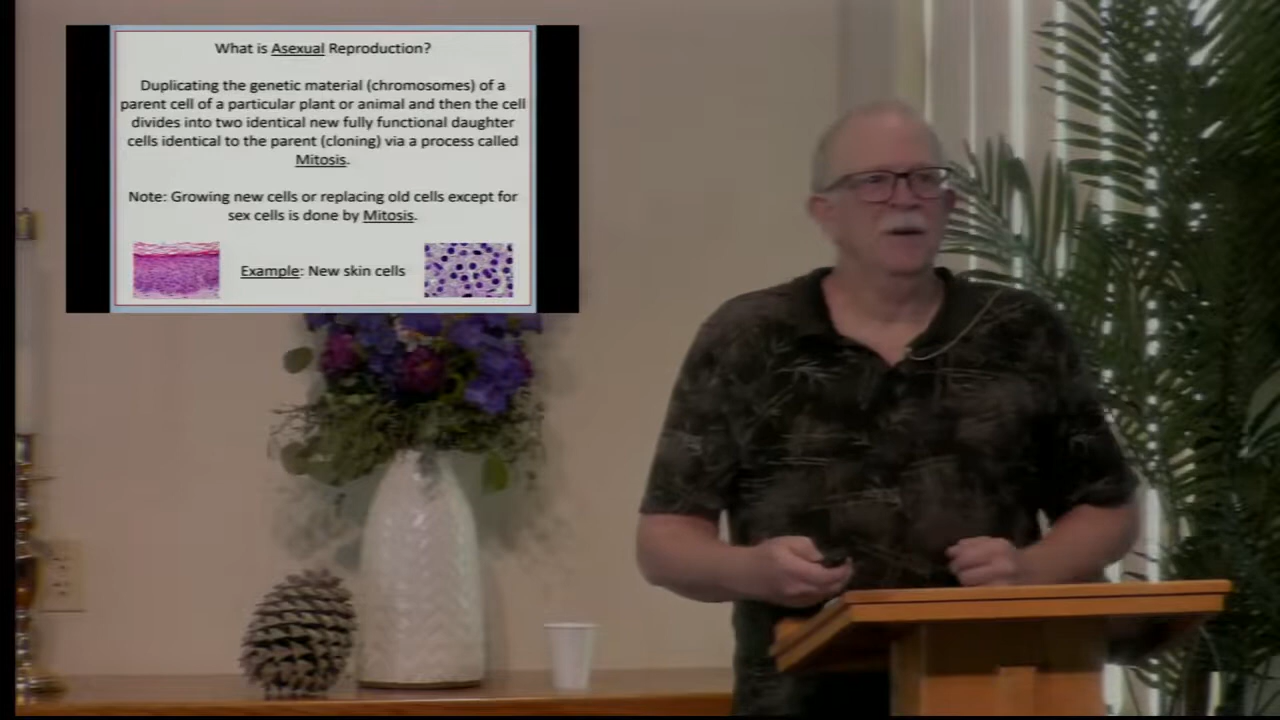 What is Asexual Reproduction?
Duplicating the genetic material (chromosomes) of a
parent cell of a particular plant or animal and then the cell
divides into two identical new fully functional daughter
cells identical to the parent (cloning) via a process called
Mitosis.
Note: Growing new cells or replacing old cells except for
sex cells is done by Mitosis.
Example: New skin cells